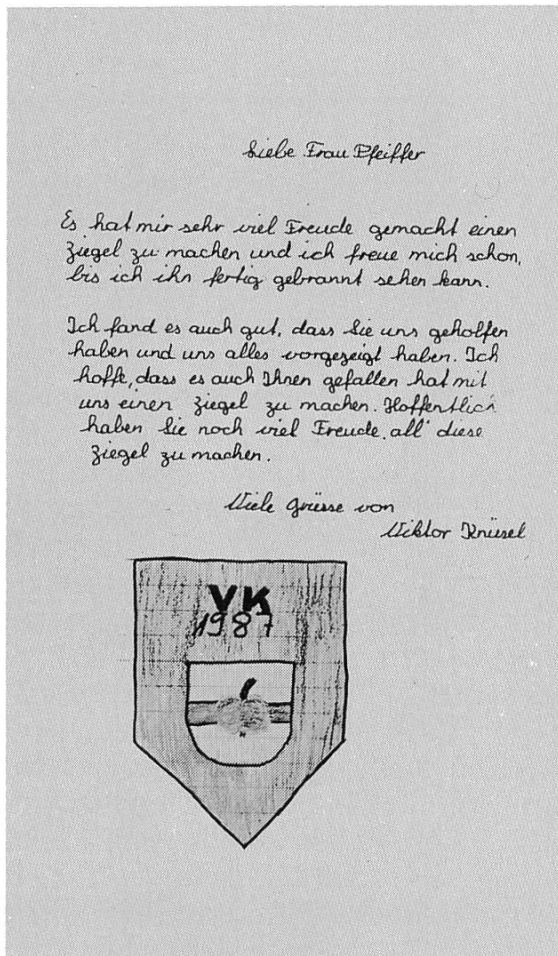 Liebe Frau Pfeiffer
Es hat mir sehr viel Freude gemacht einen
Ziegel zu machen und ich freue mich schon,
bis ich ihn fertig gebrannt sehen kann.
Ich fand es auch gut, dass Sie uns geholfen
haben und uns alles vorgezeigt haben. Ich
hoffe, dass es auch Ihnen gefallen hat mit
uns einen Ziegel zu machen. Hoffentlich
haben Sie noch viel Freude, all' diese
Ziegel zu machen.
Viele Grüsse von
Viktor Knüsel
VK
1987